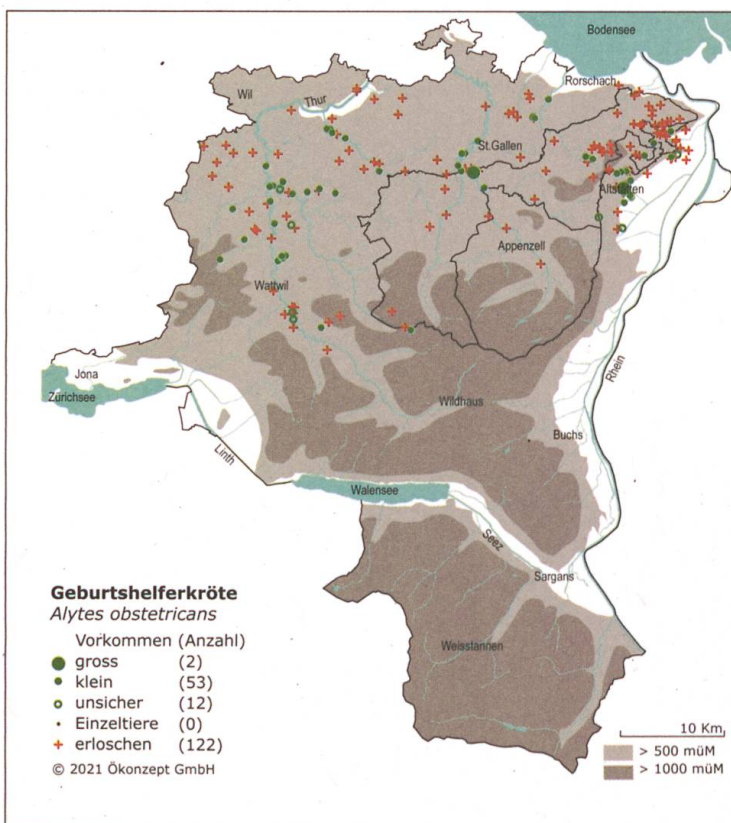 Bodensee
Rorschach
Wil
Thur
St.Gallen
Altstätten
Appenzell
Wattwil
Rhein
Jona
Zürichsee
Wildhaus
Buchs
Linth
Walensee
Seez
Sargans
Weisstannen
Geburtshelferkröte
Alytes obstetricans
Vorkommen (Anzahl)
gross (2)
klein (53)
unsicher (12)
Einzeltiere (0)
erloschen (122)
© 2021 Ökonzept GmbH
10 Km
> 500 müM
> 1000 müM